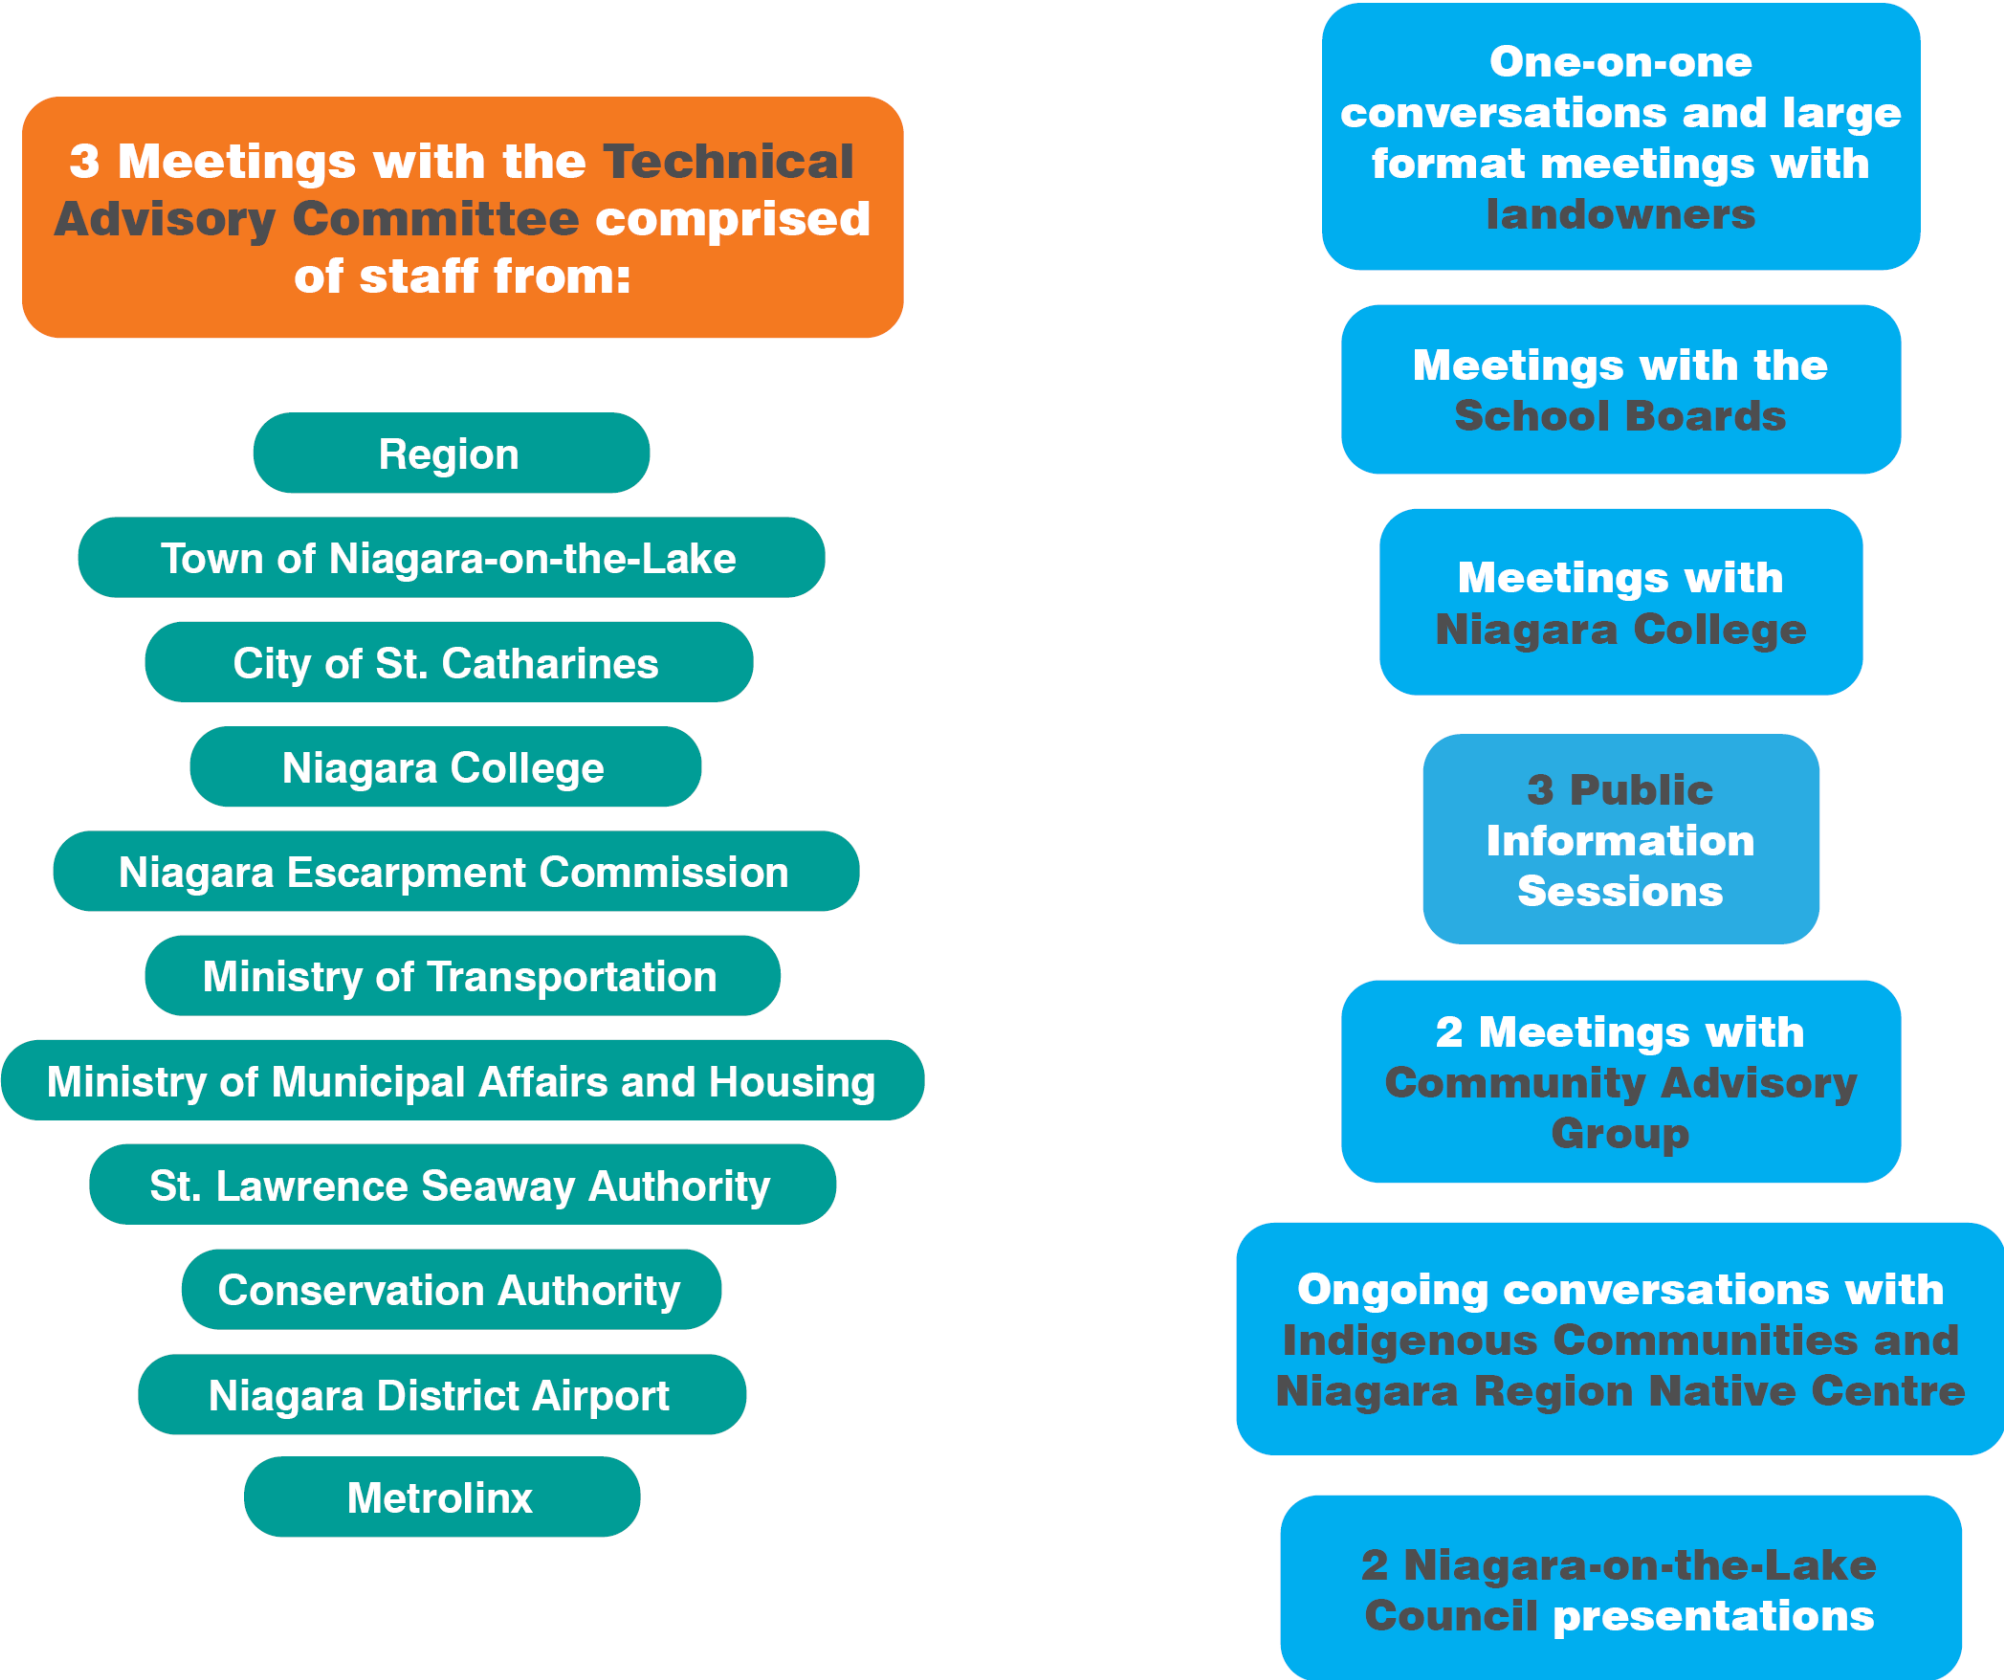 3 Meetings with the Technical
Advisory Committee comprised
of staff from:
Region
Town of Niagara-on-the-Lake
City of St. Catharines
Niagara College
Niagara Escarpment Commission
Ministry of Transportation
Ministry of Municipal Affairs and Housing
St. Lawrence Seaway Authority
Conservation Authority
Niagara District Airport
Metrolinx
One-on-one
conversations and large
format meetings with
landowners
Meetings with the
School Boards
Meetings with
Niagara College
3 Public
Information
Sessions
2 Meetings with
Community Advisory
Group
Ongoing conversations with
Indigenous Communities and
Niagara Region Native Centre
2 Niagara-on-the-Lake
Council presentations